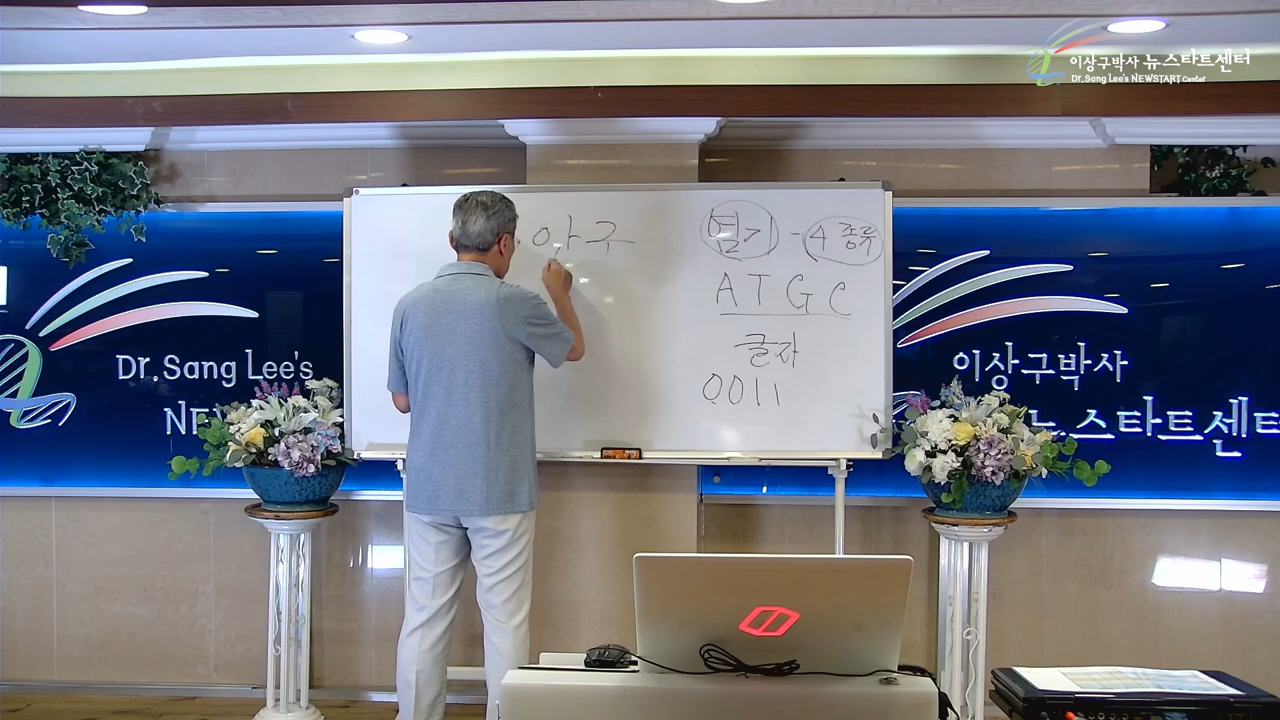 이상구박사 뉴스타트센터
Dr. Sang Lee's NEWSTART Center
아구
염기 - 4 종류
A T G C
글자
0011
Dr. Sang Lee's
NEW
이상구박사
뉴스타트센터